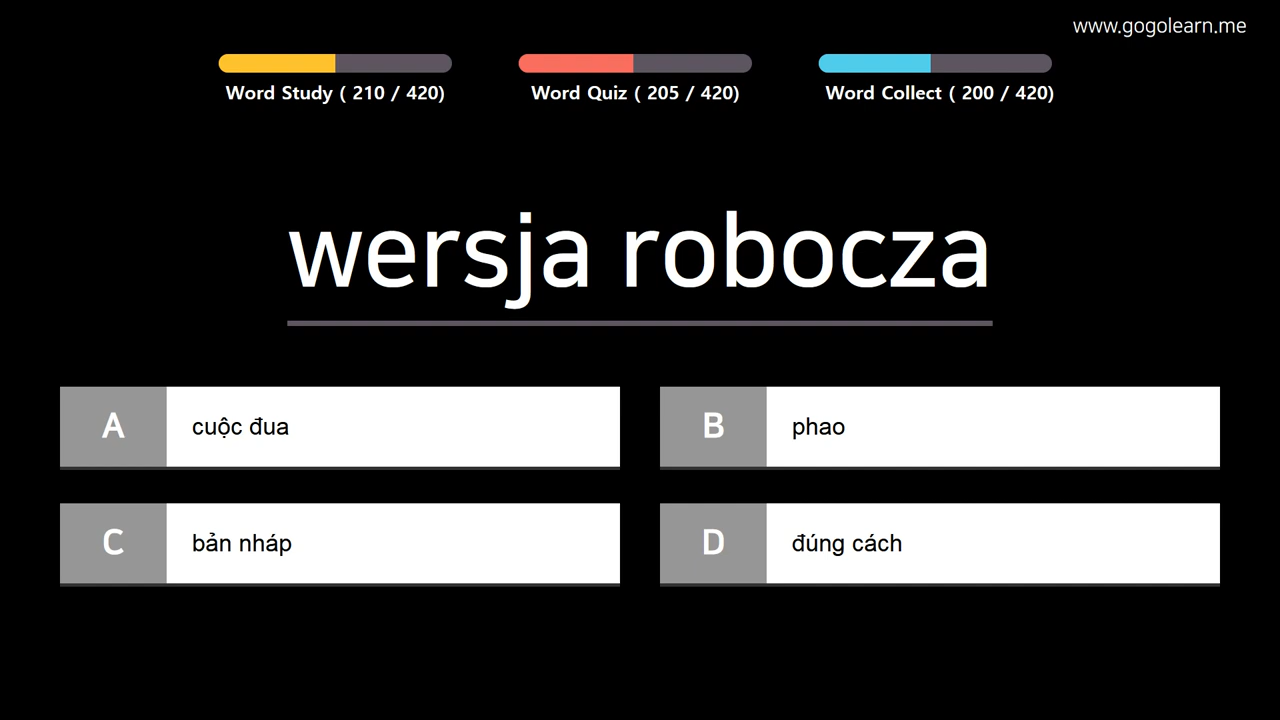 www.gogolearn.me
Word Study ( 210 / 420)
Word Quiz ( 205 / 420)
Word Collect ( 200 / 420)
wersja robocza
A cuộc đua
B phao
C bản nháp
D đúng cách